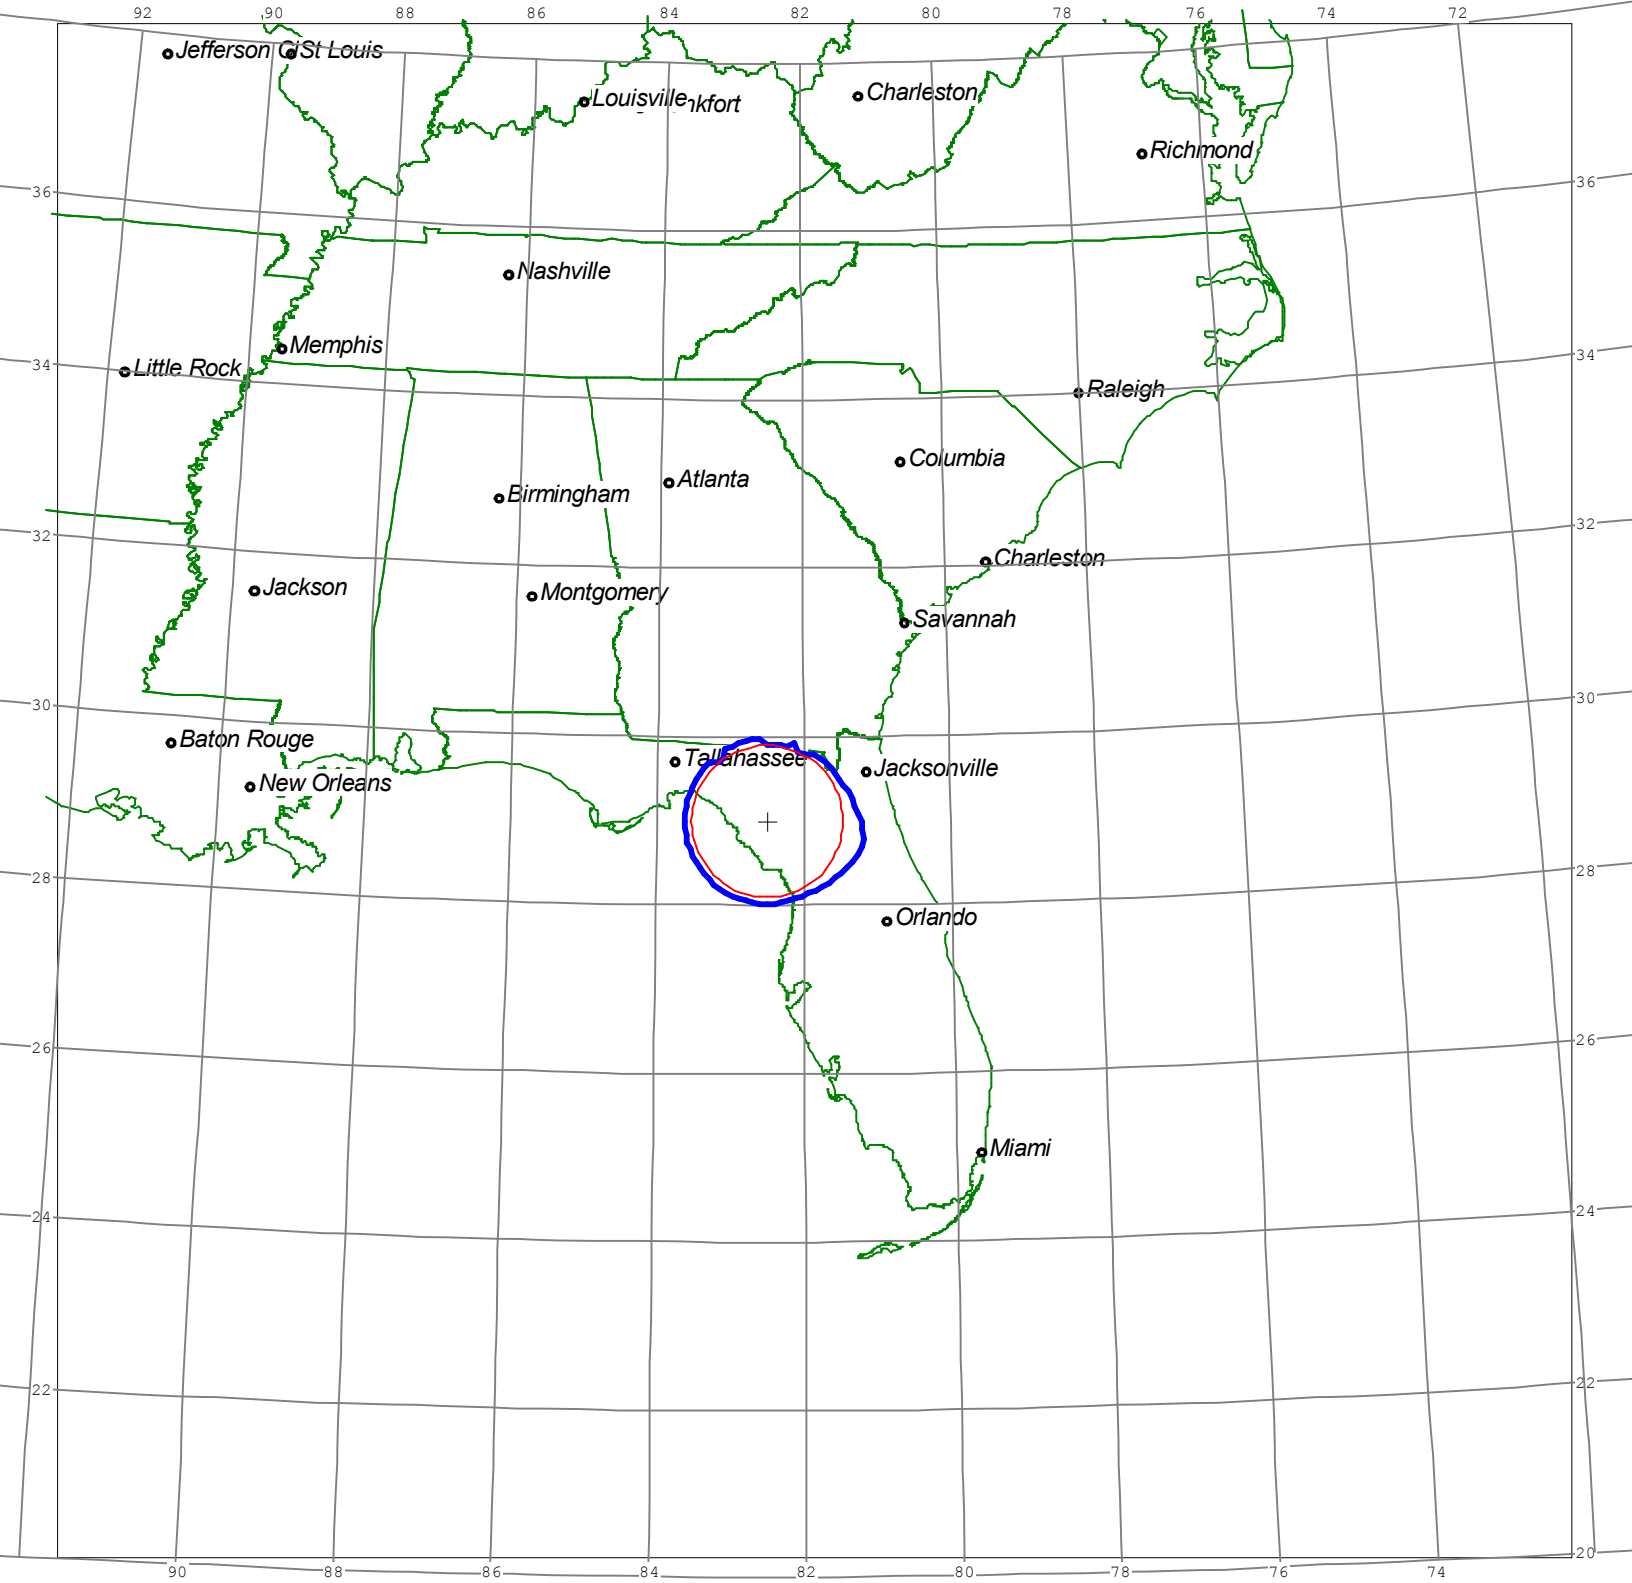 92 90 88 86 84 82 80 78 76 74 72
Jefferson Ci St Louis
Louisville nkfort
Charleston
Richmond
36 36
Nashville
Memphis
34 Little Rock 34
Raleigh
Columbia
Atlanta
Birmingham
32 32
Charleston
Jackson
Montgomery
Savannah
30 30
Baton Rouge
Tallahassee
Jacksonville
New Orleans
28 28
Orlando
26 26
Miami
24 24
22 22
20
90 88 86 84 82 80 78 76 74